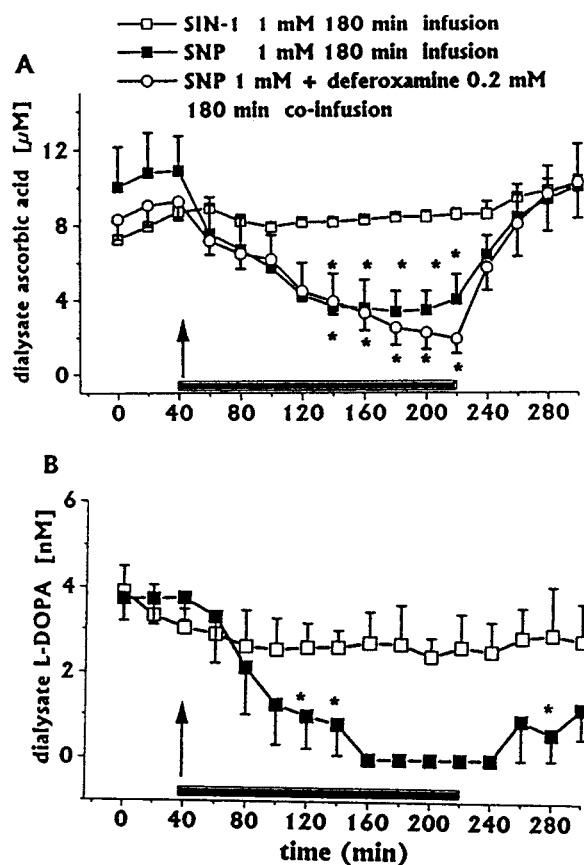 SIN-1 1 mM 180 min infusion
SNP 1 mM 180 min infusion
SNP 1 mM + deferoxamine 0.2 mM
180 min co-infusion
A
dialysate ascorbic acid [µM]
12
8
4
0
* * * * *
* * * * *
0 40 80 120 160 200 240 280
B
dialysate L-DOPA [nM]
6
4
2
0
* * *
0 40 80 120 160 200 240 280
time (min)